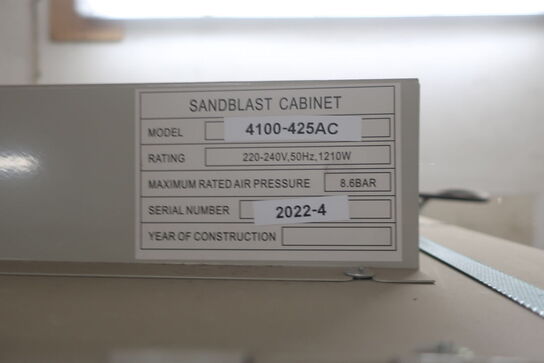 SANDBLAST CABINET
MODEL 4100-425AC
RATING 220-240V,50Hz,1210W
MAXIMUM RATED AIR PRESSURE 8.6BAR
SERIAL NUMBER 2022-4
YEAR OF CONSTRUCTION